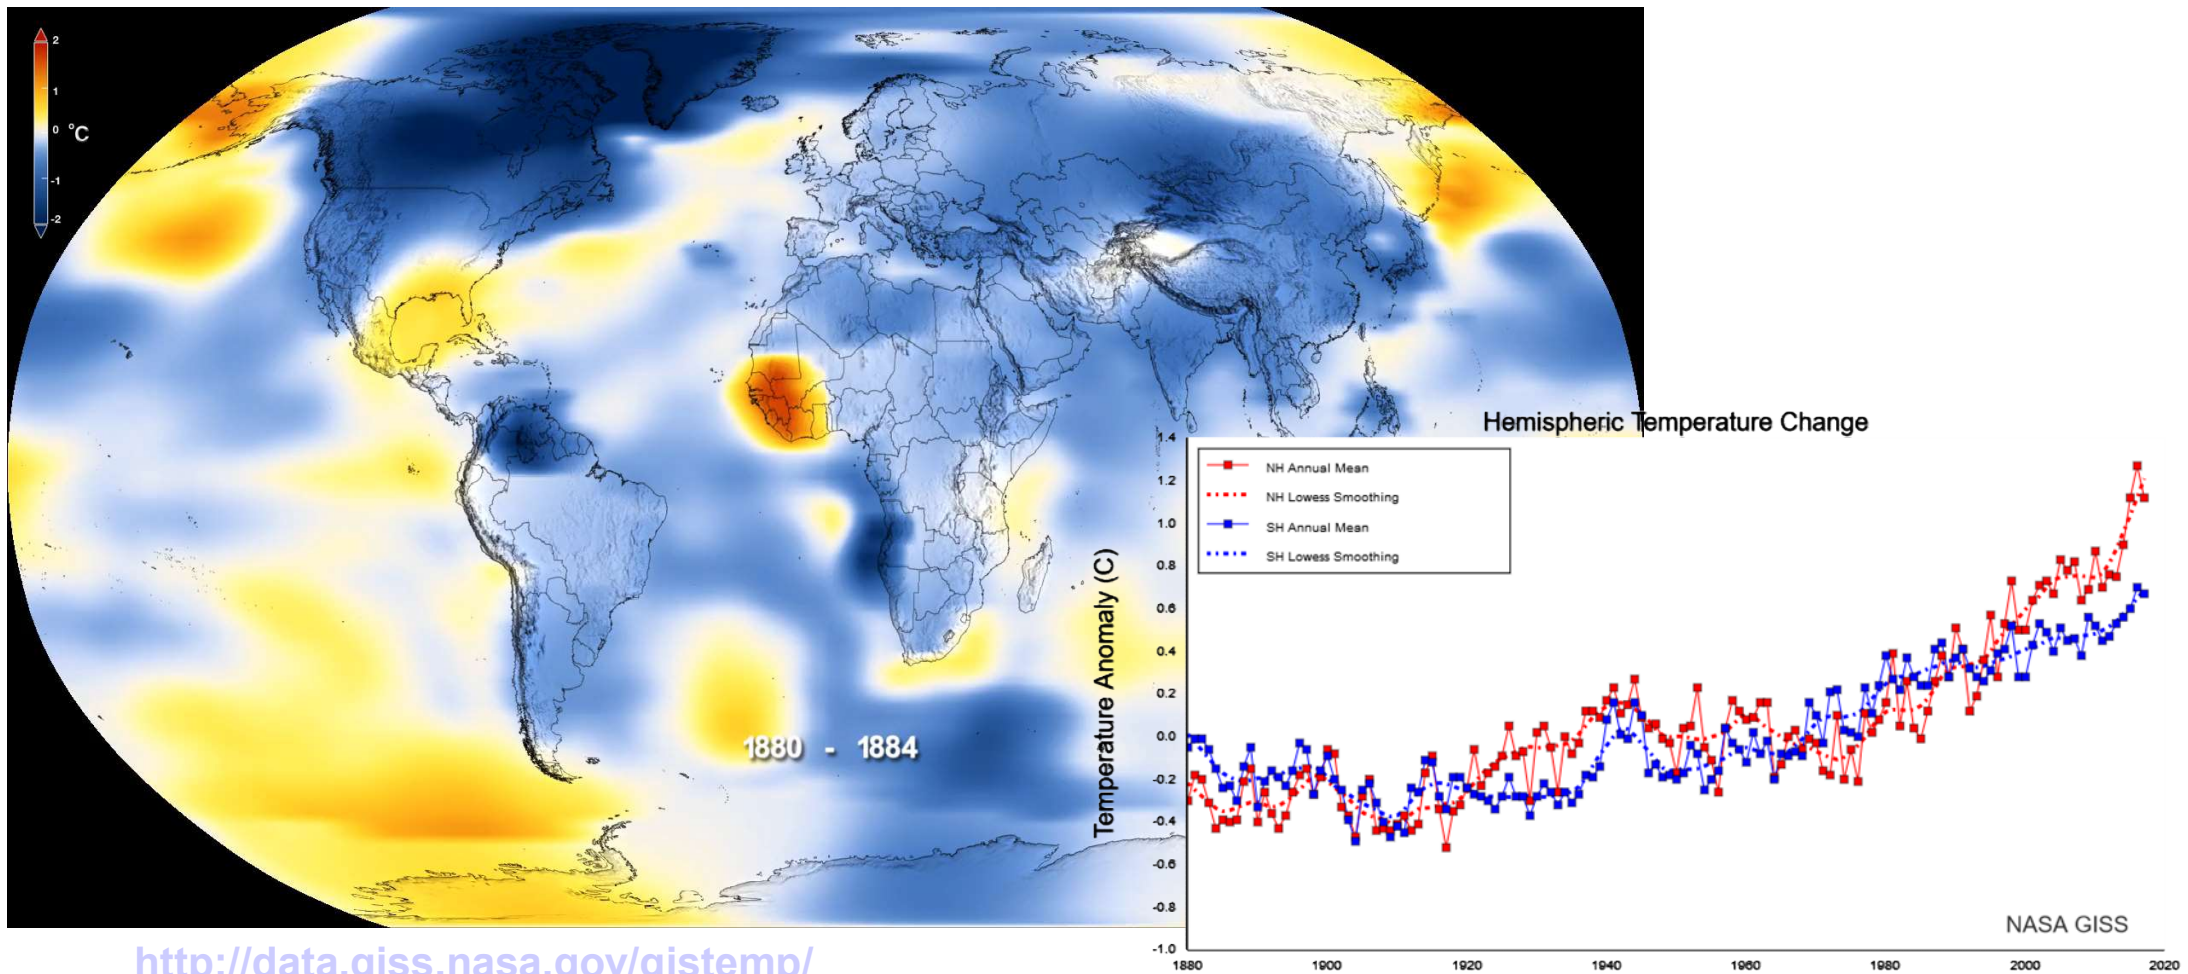 2
1
0 °C
-1
-2
1880 - 1884
Hemispheric Temperature Change
NH Annual Mean
NH Lowess Smoothing
SH Annual Mean
SH Lowess Smoothing
Temperature Anomaly (C)
1.4
1.2
1.0
0.8
0.6
0.4
0.2
0.0
-0.2
-0.4
-0.6
-0.8
-1.0
1880 1900 1920 1940 1960 1980 2000 2020
NASA GISS
http://data.giss.nasa.gov/gistemp/